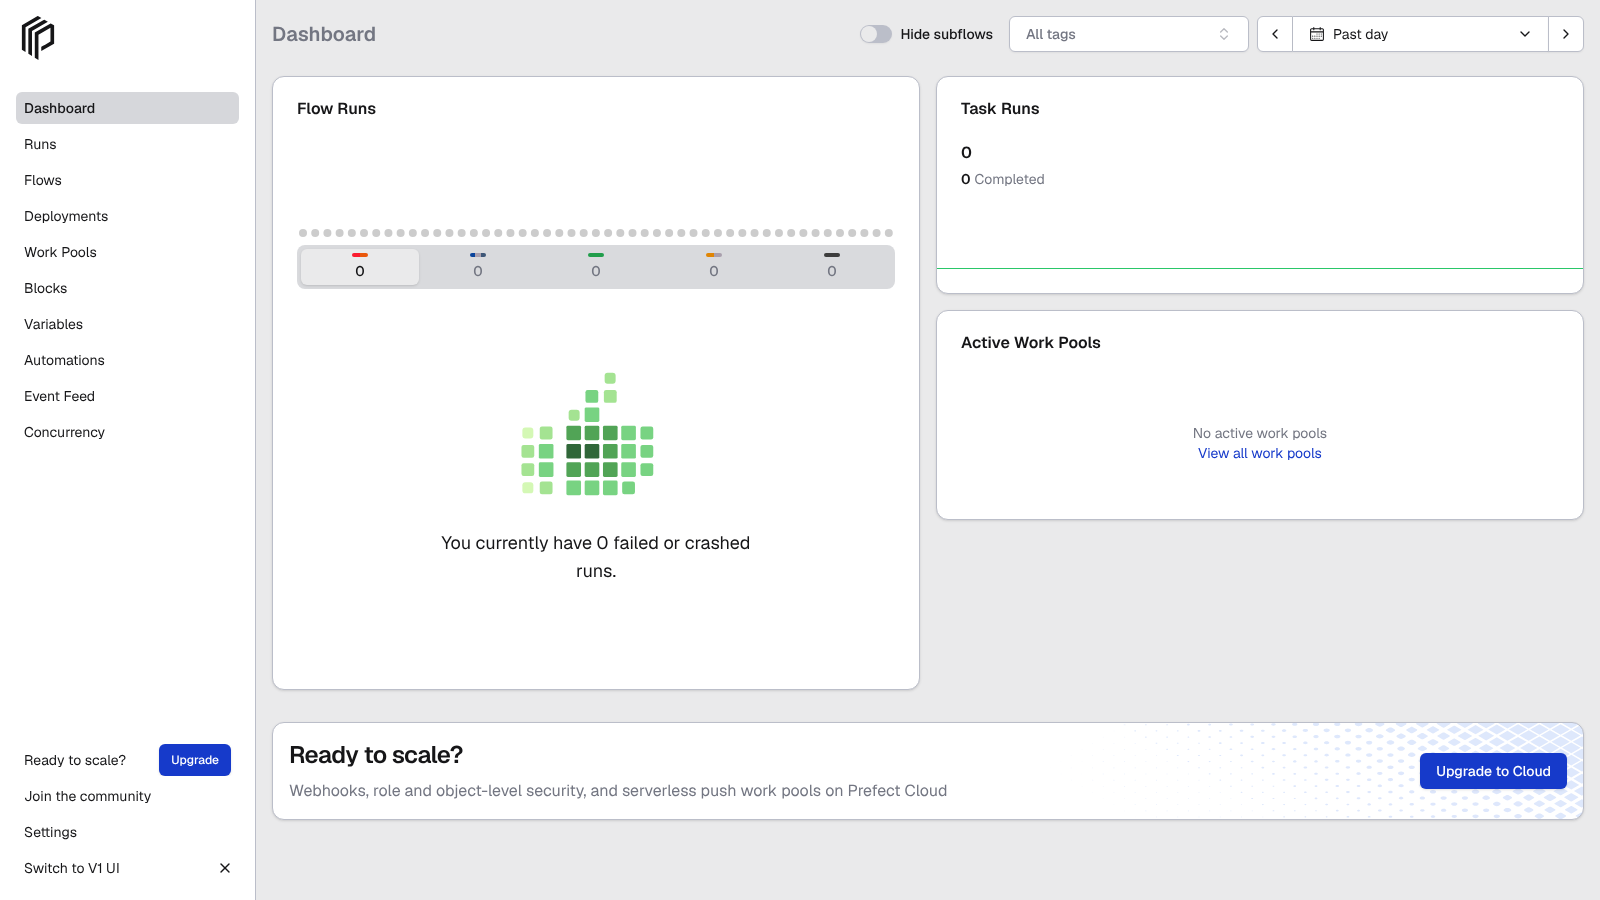 Dashboard
Runs
Flows
Deployments
Work Pools
Blocks
Variables
Automations
Event Feed
Concurrency
Ready to scale?
Upgrade
Join the community
Settings
Switch to V1 UI
Dashboard
Hide subflows
All tags
Past day
Flow Runs
0
0
0
0
0
You currently have 0 failed or crashed
runs.
Task Runs
0
0 Completed
Active Work Pools
No active work pools
View all work pools
Ready to scale?
Webhooks, role and object-level security, and serverless push work pools on Prefect Cloud
Upgrade to Cloud